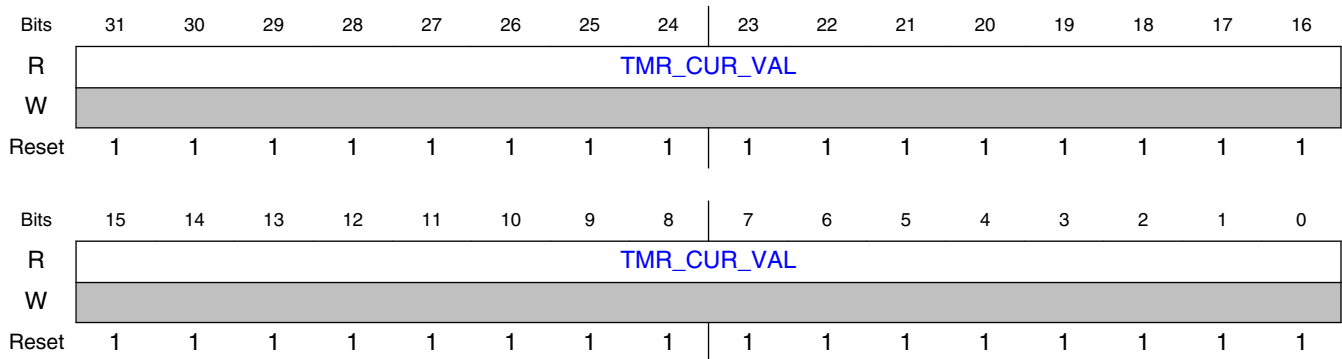 Bits 31 30 29 28 27 26 25 24 23 22 21 20 19 18 17 16
R TMR_CUR_VAL
W
Reset 1 1 1 1 1 1 1 1 1 1 1 1 1 1 1 1
Bits 15 14 13 12 11 10 9 8 7 6 5 4 3 2 1 0
R TMR_CUR_VAL
W
Reset 1 1 1 1 1 1 1 1 1 1 1 1 1 1 1 1